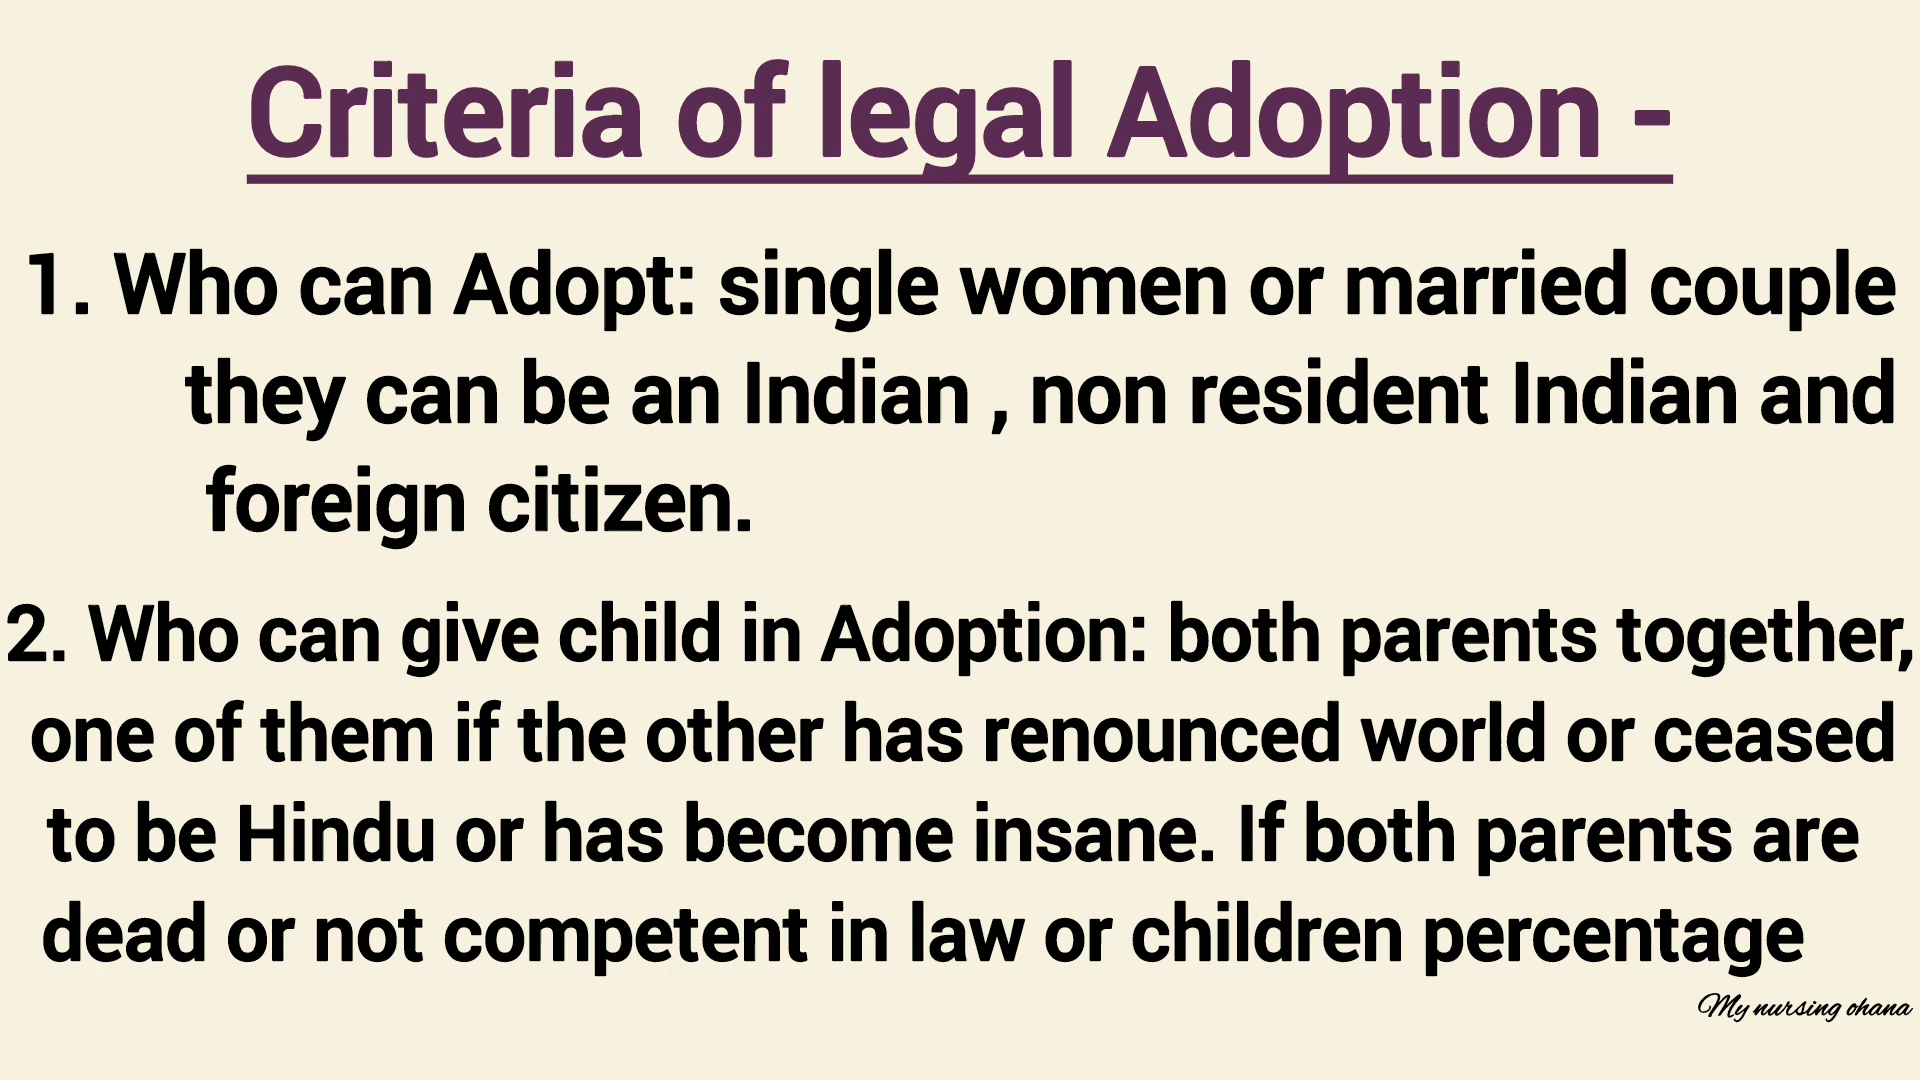 Criteria of legal Adoption -
1. Who can Adopt: single women or married couple
they can be an Indian , non resident Indian and
foreign citizen.
2. Who can give child in Adoption: both parents together,
one of them if the other has renounced world or ceased
to be Hindu or has become insane. If both parents are
dead or not competent in law or children percentage
My nursing ohana